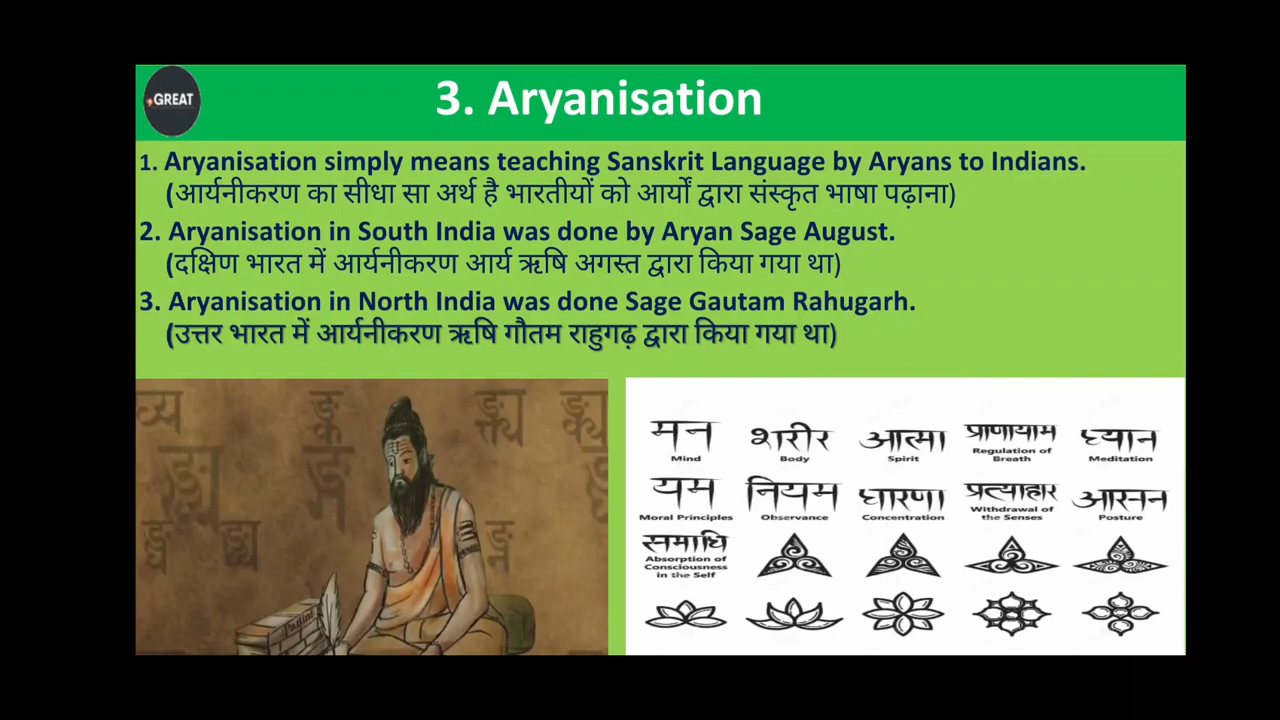 GREAT
3. Aryanisation
1. Aryanisation simply means teaching Sanskrit Language by Aryans to Indians.
(आर्यनीकरण का सीधा सा अर्थ है भारतीयों को आर्यों द्वारा संस्कृत भाषा पढ़ाना)
2. Aryanisation in South India was done by Aryan Sage August.
(दक्षिण भारत में आर्यनीकरण आर्य ऋषि अगस्त द्वारा किया गया था)
3. Aryanisation in North India was done Sage Gautam Rahugarh.
(उत्तर भारत में आर्यनीकरण ऋषि गौतम राहुगढ़ द्वारा किया गया था)
मन शरीर आत्मा प्राणायाम ध्यान
Mind Body Spirit Regulation of Breath Meditation
यम नियम धारणा प्रत्याहार आसन
Moral Principles Observance Concentration Withdrawal of the Senses Posture
समाधि
Absorption of
Consciousness
in the Self